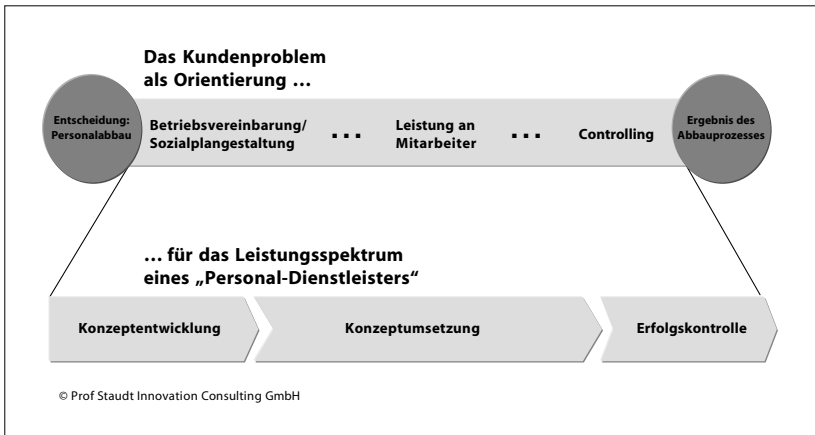 Das Kundenproblem
als Orientierung …
Entscheidung:
Personalabbau
Betriebsvereinbarung/
Sozialplangestaltung
...
Leistung an
Mitarbeiter
...
Controlling
Ergebnis des
Abbauprozesses
… für das Leistungsspektrum
eines „Personal-Dienstleisters“
Konzeptentwicklung
Konzeptumsetzung
Erfolgskontrolle
© Prof Staudt Innovation Consulting GmbH